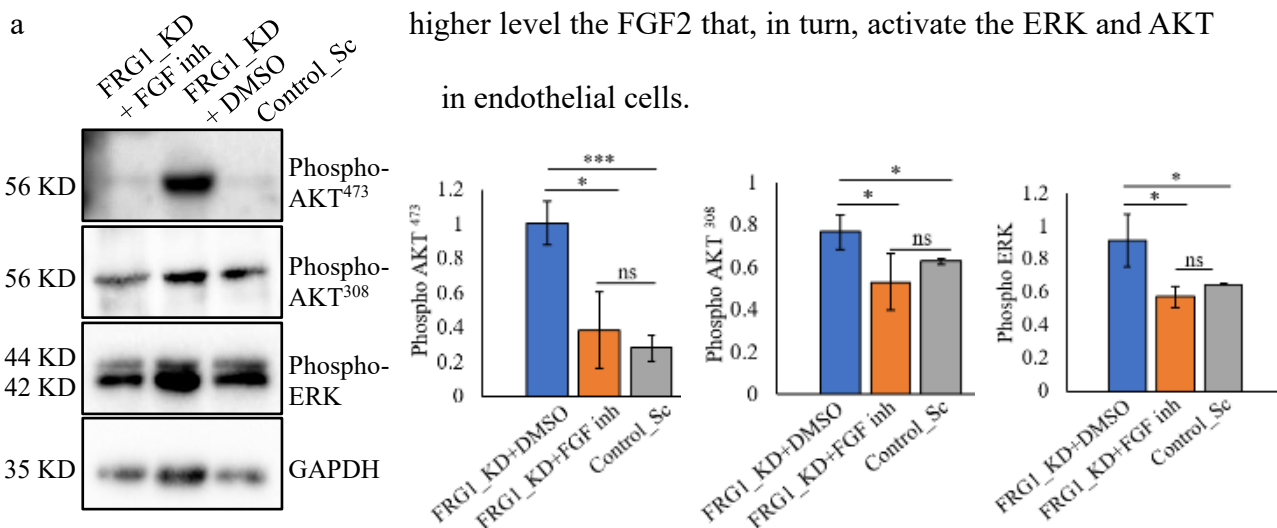 a
higher level the FGF2 that, in turn, activate the ERK and AKT
in endothelial cells.
FRG1_KD
+ FGF inh
FRG1_KD
+ DMSO
Control_Sc
56 KD
Phospho-
AKT473
56 KD
Phospho-
AKT308
44 KD
42 KD
Phospho-
ERK
35 KD
GAPDH
Phospho AKT 473
1.2
1
0.8
0.6
0.4
0.2
0
***
*
ns
FRG1_KD+DMSO
FRG1_KD+FGF inh
Control_Sc
Phospho AKT 308
1
0.8
0.6
0.4
0.2
0
*
*
ns
FRG1_KD+DMSO
FRG1_KD+FGF inh
Control_Sc
Phospho ERK
1.2
1
0.8
0.6
0.4
0.2
0
*
*
ns
FRG1_KD+DMSO
FRG1_KD+FGF inh
Control_Sc